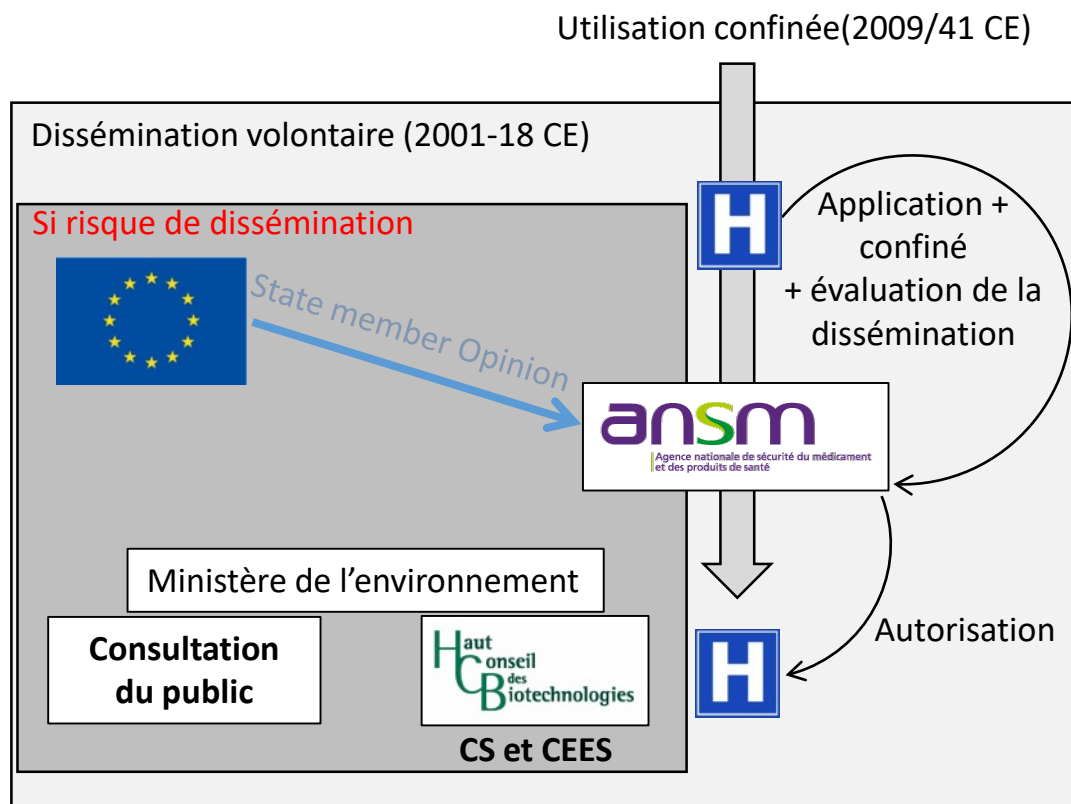 Utilisation confinée(2009/41 CE)
Dissémination volontaire (2001-18 CE)
Si risque de dissémination
H
Application +
confiné
+ évaluation de la
dissémination
State member Opinion
ansm
Agence nationale de sécurité du médicament
et des produits de santé
Ministère de l’environnement
Consultation
du public
Haut
Conseil
des
Biotechnologies
CS et CEES
H
Autorisation